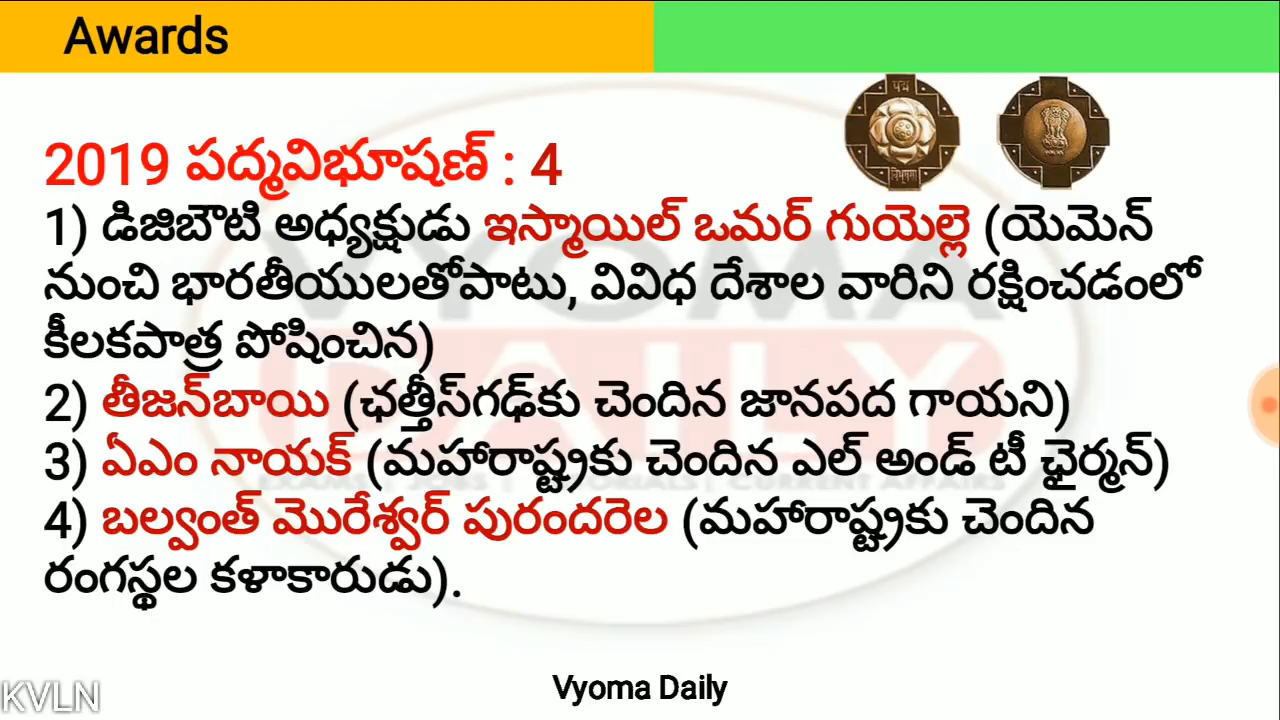 Awards
2019 పద్మవిభూషణ్ : 4
1) డిజిబౌటి అధ్యక్షుడు ఇస్మాయిల్ ఒమర్ గుయెల్లె (యెమెన్
నుంచి భారతీయులతోపాటు, వివిధ దేశాల వారిని రక్షించడంలో
కీలకపాత్ర పోషించిన)
2) తీజన్‌బాయి (ఛత్తీస్‌గఢ్‌కు చెందిన జానపద గాయని)
3) ఏఎం నాయక్ (మహారాష్ట్రకు చెందిన ఎల్ అండ్ టీ ఛైర్మన్)
4) బల్వంత్ మొరేశ్వర్ పురందరెల (మహారాష్ట్రకు చెందిన
రంగస్థల కళాకారుడు).
Vyoma Daily
KVLN
VYOMA
DAILY